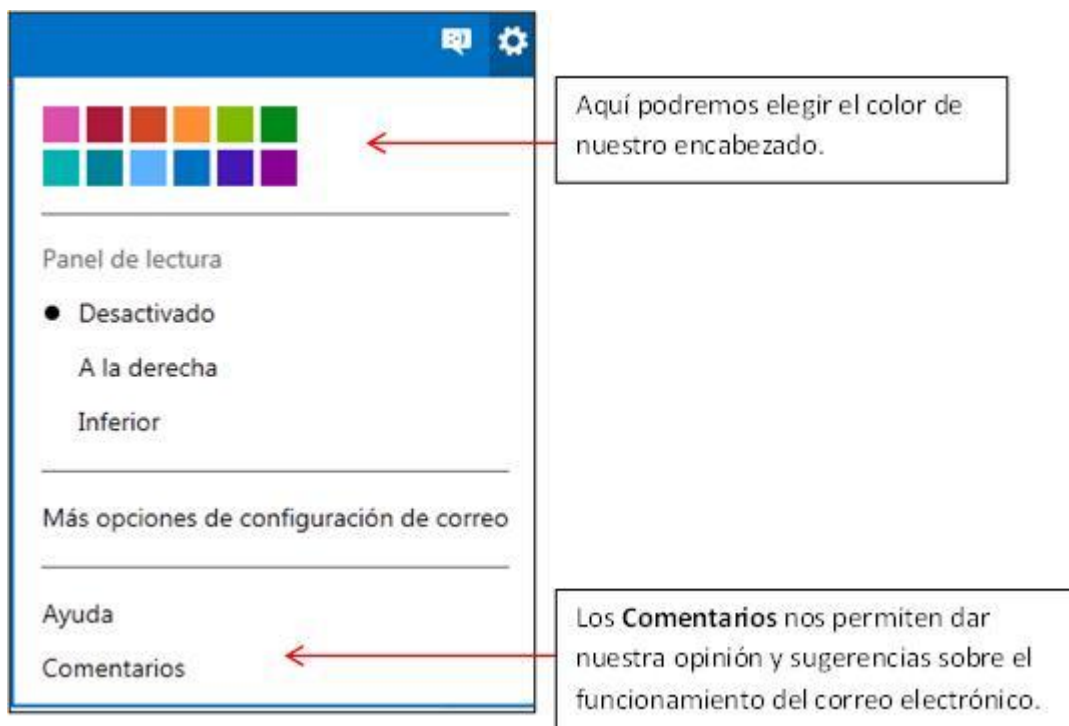 Aquí podremos elegir el color de
nuestro encabezado.
Panel de lectura
Desactivado
A la derecha
Inferior
Más opciones de configuración de correo
Ayuda
Comentarios
Los Comentarios nos permiten dar
nuestra opinión y sugerencias sobre el
funcionamiento del correo electrónico.